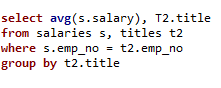 select avg(s.salary), T2.title
from salaries s, titles t2
where s.emp_no = t2.emp_no
group by t2.title